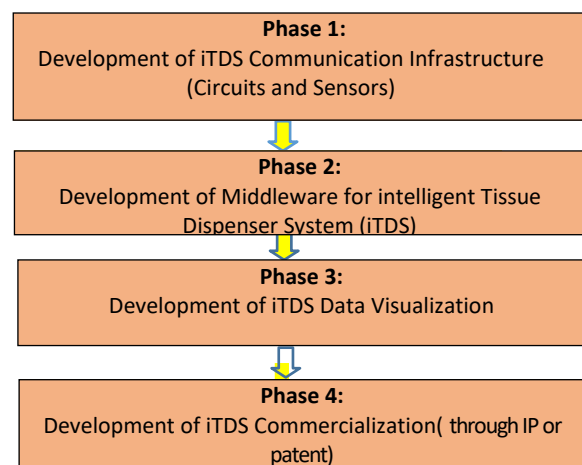 Phase 1:
Development of iTDS Communication Infrastructure
(Circuits and Sensors)
Phase 2:
Development of Middleware for intelligent Tissue
Dispenser System (iTDS)
Phase 3:
Development of iTDS Data Visualization
Phase 4:
Development of iTDS Commercialization( through IP or
patent)